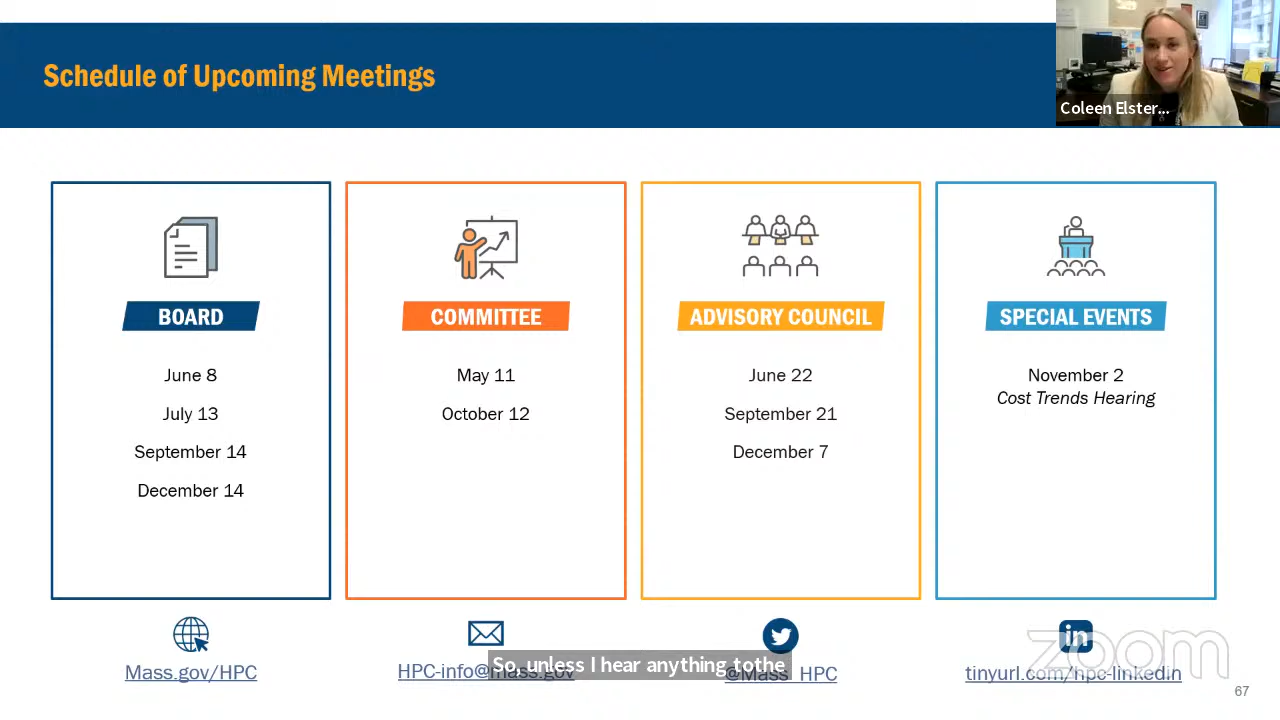 Schedule of Upcoming Meetings
Coleen Elster...
BOARD
June 8
July 13
September 14
December 14
COMMITTEE
May 11
October 12
ADVISORY COUNCIL
June 22
September 21
December 7
SPECIAL EVENTS
November 2
Cost Trends Hearing
Mass.gov/HPC
HPC-info@mass.gov
@Mass_HPC
in
tinyurl.com/hpc-linkedin
So, unless I hear anything tothe
zoom
67